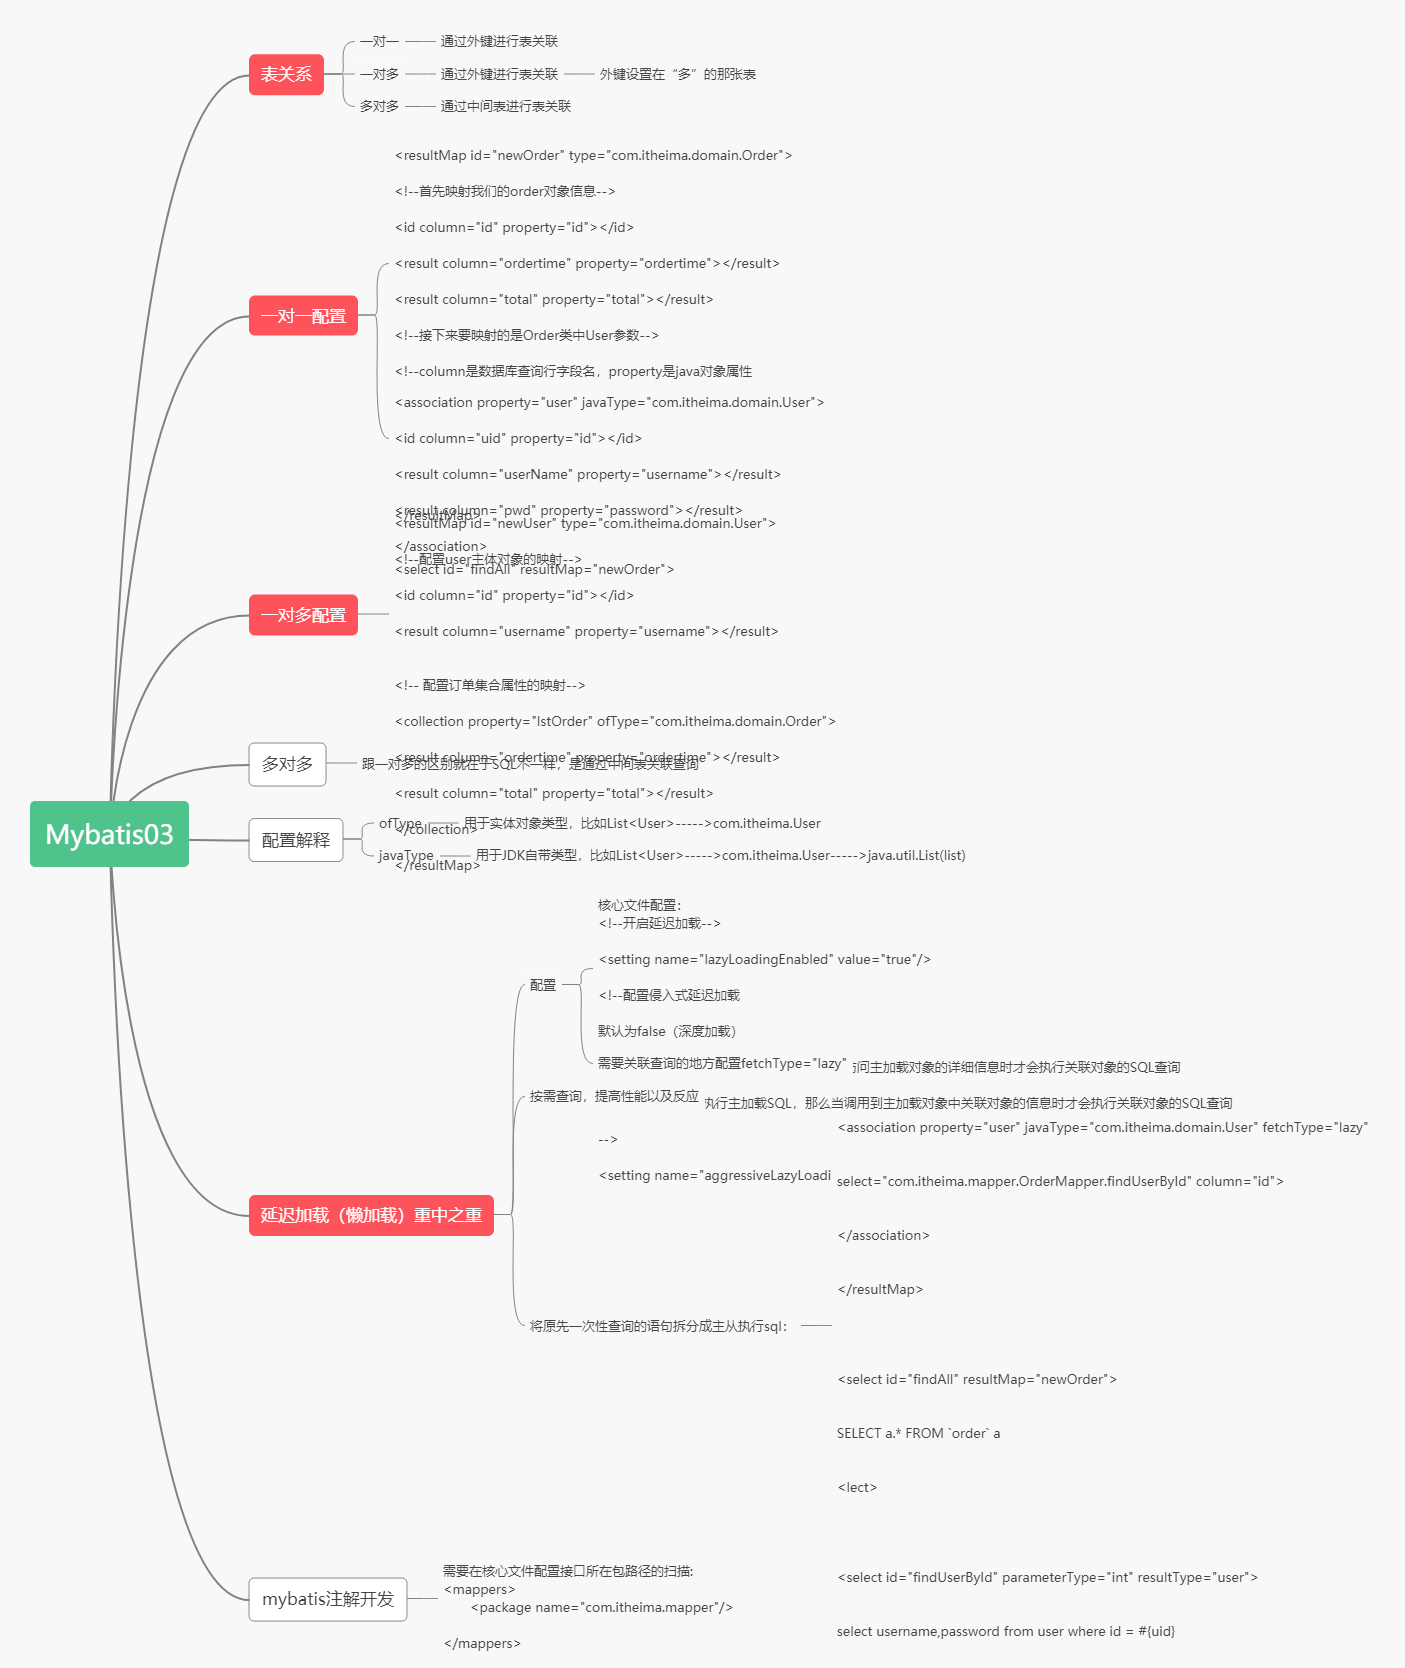 Mybatis03
表关系
一对一
通过外键进行表关联
一对多
通过外键进行表关联
外键设置在“多”的那张表
多对多
通过中间表进行表关联
一对一配置
<resultMap id="newOrder" type="com.itheima.domain.Order">
<!--首先映射我们的order对象信息-->
<id column="id" property="id"></id>
<result column="ordertime" property="ordertime"></result>
<result column="total" property="total"></result>
<!--接下来要映射的是Order类中User参数-->
<!--column是数据库查询行字段名，property是java对象属性
<association property="user" javaType="com.itheima.domain.User">
<id column="uid" property="id"></id>
<result column="userName" property="username"></result>
<result column="pwd" property="password"></result>
</association>
</resultMap>
<select id="findAll" resultMap="newOrder">
一对多配置
<resultMap id="newUser" type="com.itheima.domain.User">
<!--配置user主体对象的映射-->
<id column="id" property="id"></id>
<result column="username" property="username"></result>
<!-- 配置订单集合属性的映射-->
<collection property="lstOrder" ofType="com.itheima.domain.Order">
<result column="ordertime" property="ordertime"></result>
<result column="total" property="total"></result>
</collection>
</resultMap>
多对多
跟一对多的区别就在于SQL不一样，是通过中间表关联查询
配置解释
ofType
用于实体对象类型，比如List<User>----->com.itheima.User
javaType
用于JDK自带类型，比如List<User>----->com.itheima.User----->java.util.List(list)
延迟加载（懒加载）重中之重
配置
核心文件配置：
<!--开启延迟加载-->
<setting name="lazyLoadingEnabled" value="true"/>
<!--配置侵入式延迟加载
默认为false（深度加载）
需要关联查询的地方配置fetchType="lazy"
问主加载对象的详细信息时才会执行关联对象的SQL查询
按需查询，提高性能以及反应
执行主加载SQL，那么当调用到主加载对象中关联对象的信息时才会执行关联对象的SQL查询
-->
<setting name="aggressiveLazyLoadi
将原先一次性查询的语句拆分成主从执行sql：
<association property="user" javaType="com.itheima.domain.User" fetchType="lazy"
select="com.itheima.mapper.OrderMapper.findUserById" column="id">
</association>
</resultMap>
<select id="findAll" resultMap="newOrder">
SELECT a.* FROM `order` a
<lect>
<select id="findUserById" parameterType="int" resultType="user">
select username,password from user where id = #{uid}
mybatis注解开发
需要在核心文件配置接口所在包路径的扫描:
<mappers>
<package name="com.itheima.mapper"/>
</mappers>